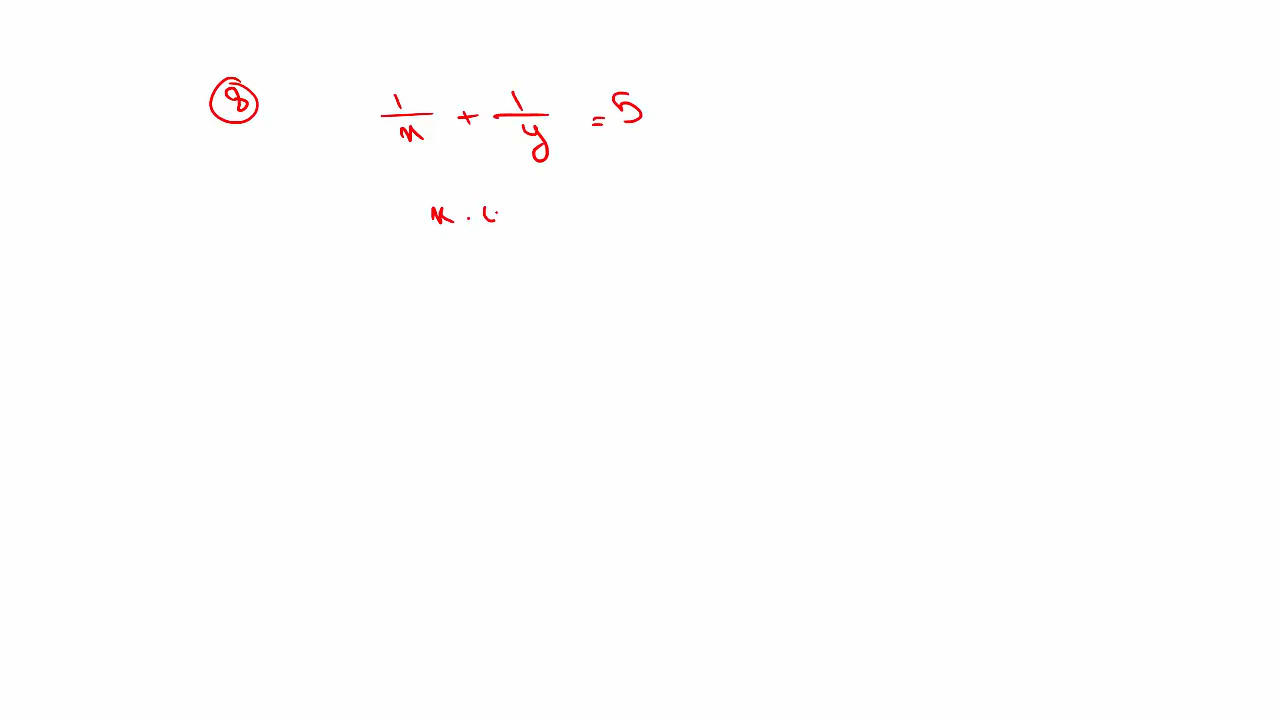 ⑧ 1/x + 1/y = 5
x .